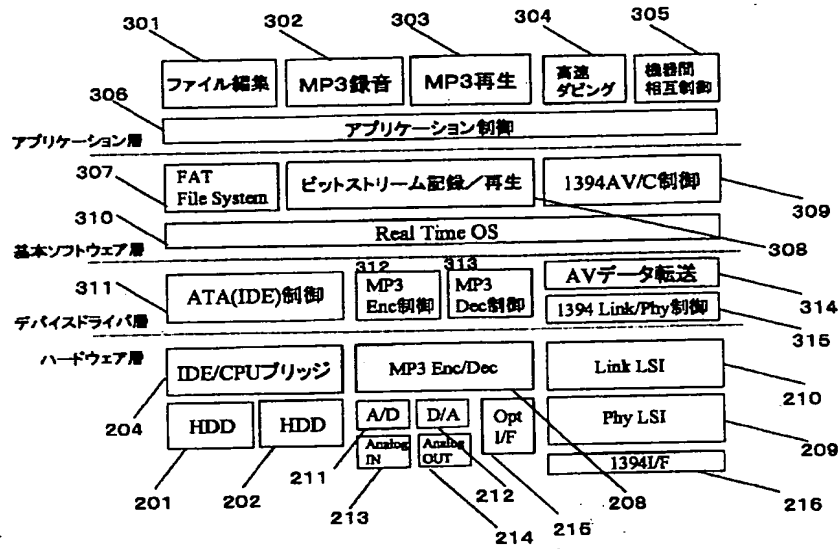 301
302
303
304
305
ファイル編集
MP3録音
MP3再生
高速
ダビング
機器間
相互制御
306
アプリケーション制御
アプリケーション層
307
FAT
File System
ビットストリーム記録／再生
1394AV/C制御
309
310
Real Time OS
308
基本ソフトウェア層
311
ATA(IDE)制御
312
MP3
Enc制御
313
MP3
Dec制御
AVデータ転送
314
1394 Link/Phy制御
315
デバイスドライバ層
ハードウェア層
IDE/CPUブリッジ
MP3 Enc/Dec
Link LSI
204
210
HDD
HDD
A/D
D/A
Opt
I/F
Phy LSI
209
Analog
IN
Analog
OUT
1394I/F
201
202
211
213
212
214
215
208
216